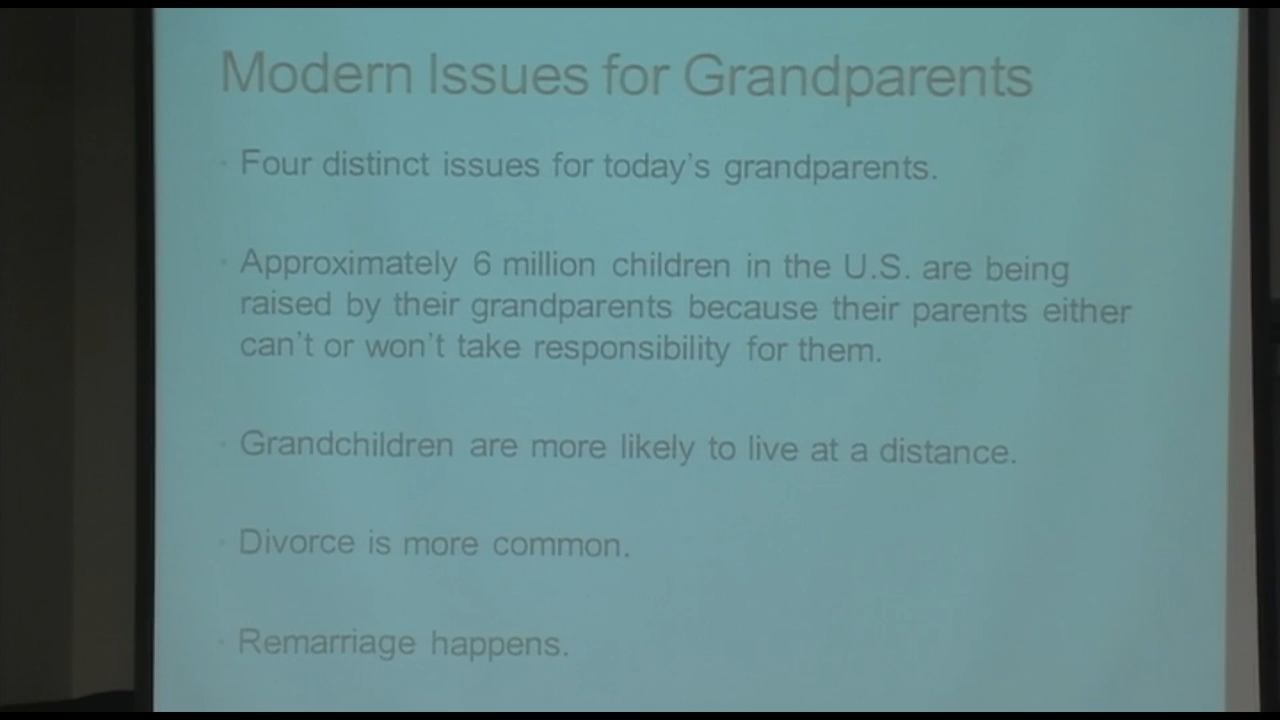 Modern Issues for Grandparents
Four distinct issues for today's grandparents.
Approximately 6 million children in the U.S. are being
raised by their grandparents because their parents either
can't or won't take responsibility for them.
Grandchildren are more likely to live at a distance.
Divorce is more common.
Remarriage happens.